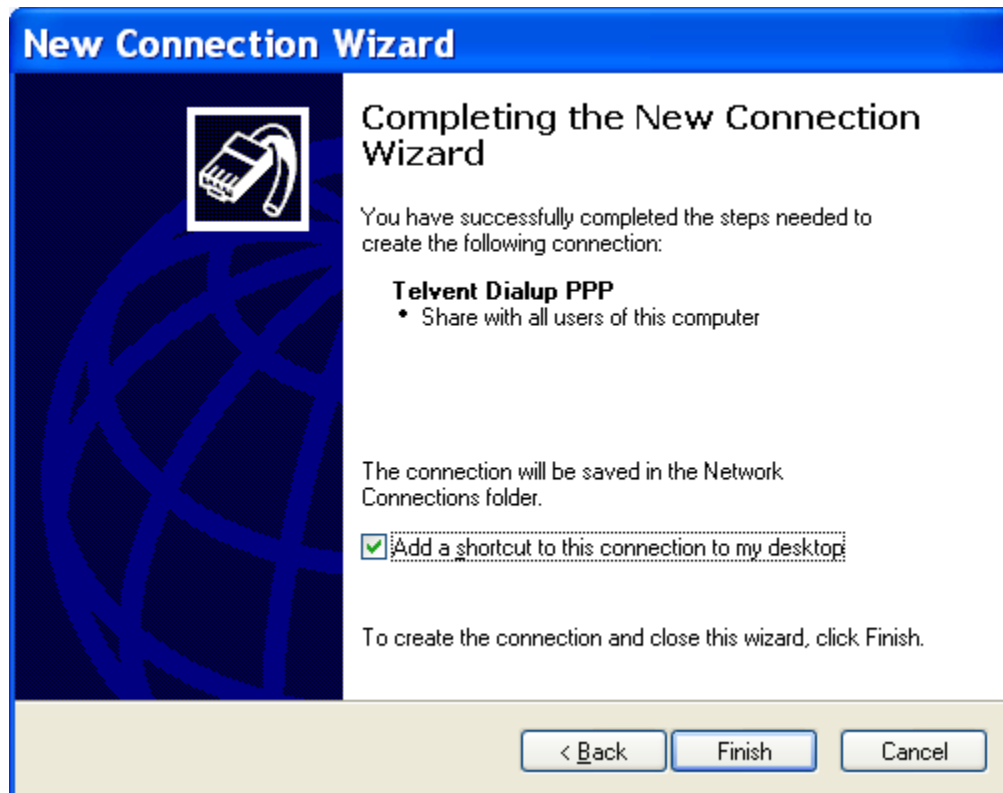 New Connection Wizard
Completing the New Connection
Wizard
You have successfully completed the steps needed to
create the following connection:
Telvent Dialup PPP
• Share with all users of this computer
The connection will be saved in the Network
Connections folder.
Add a shortcut to this connection to my desktop
To create the connection and close this wizard, click Finish.
< Back Finish Cancel